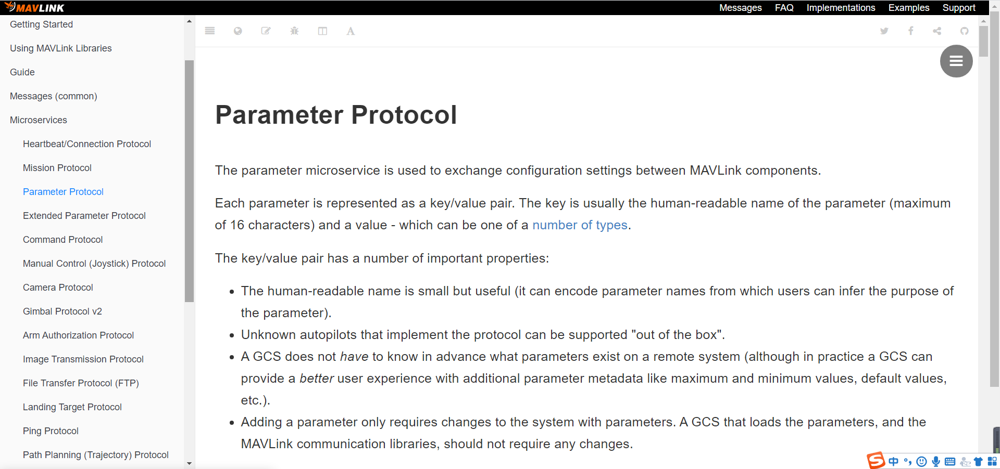 MAVLINK
Messages FAQ Implementations Examples Support
Getting Started
Using MAVLink Libraries
Guide
Messages (common)
Microservices
Heartbeat/Connection Protocol
Mission Protocol
Parameter Protocol
Extended Parameter Protocol
Command Protocol
Manual Control (Joystick) Protocol
Camera Protocol
Gimbal Protocol v2
Arm Authorization Protocol
Image Transmission Protocol
File Transfer Protocol (FTP)
Landing Target Protocol
Ping Protocol
Path Planning (Trajectory) Protocol
A
Parameter Protocol
The parameter microservice is used to exchange configuration settings between MAVLink components.
Each parameter is represented as a key/value pair. The key is usually the human-readable name of the parameter (maximum
of 16 characters) and a value - which can be one of a number of types.
The key/value pair has a number of important properties:
• The human-readable name is small but useful (it can encode parameter names from which users can infer the purpose of
the parameter).
• Unknown autopilots that implement the protocol can be supported "out of the box".
• A GCS does not have to know in advance what parameters exist on a remote system (although in practice a GCS can
provide a better user experience with additional parameter metadata like maximum and minimum values, default values,
etc.).
• Adding a parameter only requires changes to the system with parameters. A GCS that loads the parameters, and the
MAVLink communication libraries, should not require any changes.
S 中 °,